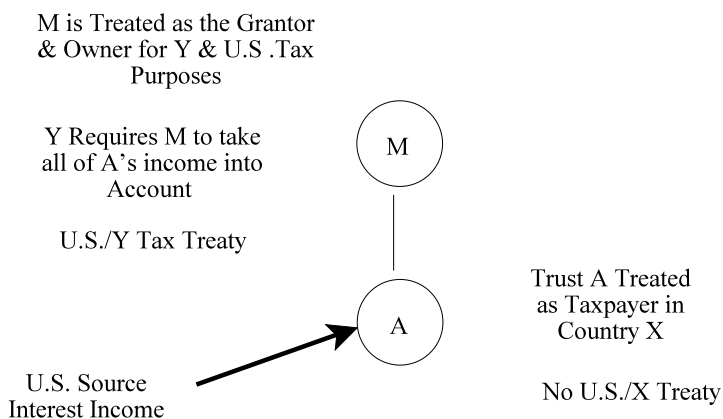 M is Treated as the Grantor
& Owner for Y & U.S .Tax
Purposes
M
Y Requires M to take
all of A's income into
Account
U.S./Y Tax Treaty
A
Trust A Treated
as Taxpayer in
Country X
U.S. Source
Interest Income
No U.S./X Treaty